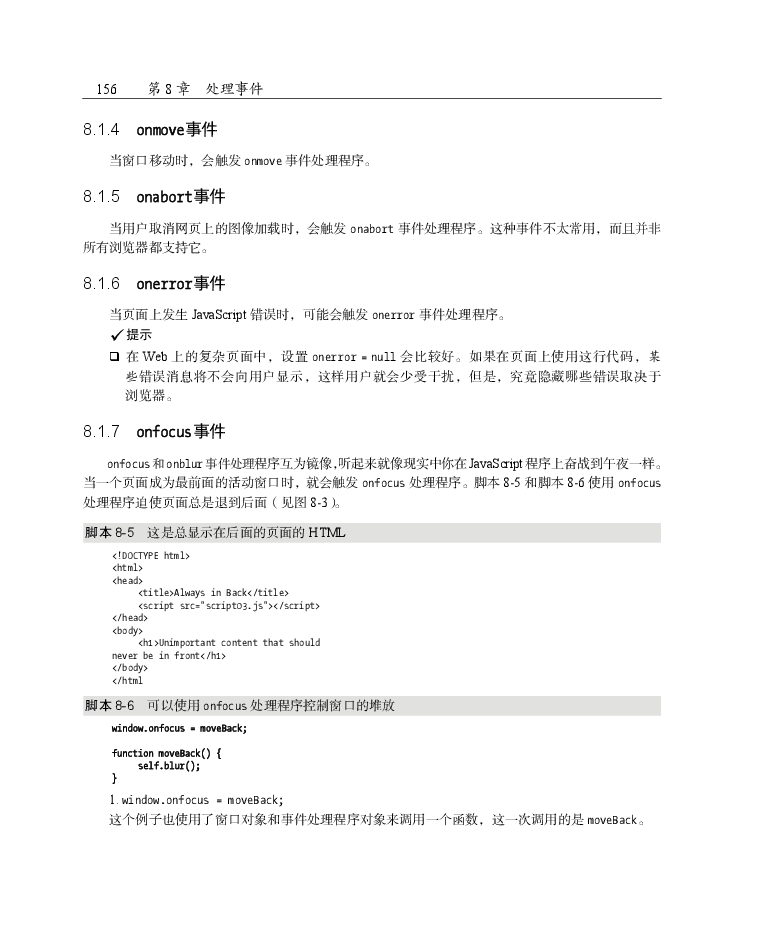 156 第 8 章 处理事件
8.1.4 onmove事件
当窗口移动时，会触发 onmove 事件处理程序。
8.1.5 onabort事件
当用户取消网页上的图像加载时，会触发 onabort 事件处理程序。这种事件不太常用，而且并非
所有浏览器都支持它。
8.1.6 onerror事件
当页面上发生 JavaScript 错误时，可能会触发 onerror 事件处理程序。
✓提示
❑ 在 Web 上的复杂页面中，设置 onerror = null 会比较好。如果在页面上使用这行代码，某
些错误消息将不会向用户显示，这样用户就会少受干扰，但是，究竟隐藏哪些错误取决于
浏览器。
8.1.7 onfocus事件
onfocus 和 onblur 事件处理程序互为镜像,听起来就像现实中你在 JavaScript 程序上奋战到午夜一样。
当一个页面成为最前面的活动窗口时，就会触发 onfocus 处理程序。脚本 8-5 和脚本 8-6 使用 onfocus
处理程序迫使页面总是退到后面（见图 8-3）。
脚本 8-5 这是总显示在后面的页面的 HTML
<!DOCTYPE html>
<html>
<head>
<title>Always in Back</title>
<script src="script03.js"></script>
</head>
<body>
<h1>Unimportant content that should
never be in front</h1>
</body>
</html
脚本 8-6 可以使用 onfocus 处理程序控制窗口的堆放
window.onfocus = moveBack;
function moveBack() {
self.blur();
}
1. window.onfocus = moveBack;
这个例子也使用了窗口对象和事件处理程序对象来调用一个函数，这一次调用的是 moveBack。